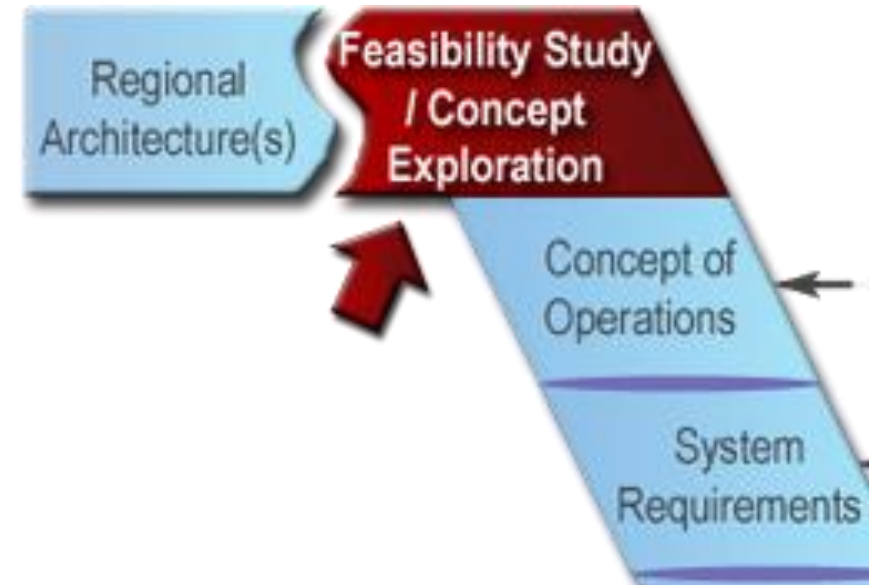 Regional
Architecture(s)
Feasibility Study
/ Concept
Exploration
Concept of
Operations
System
Requirements